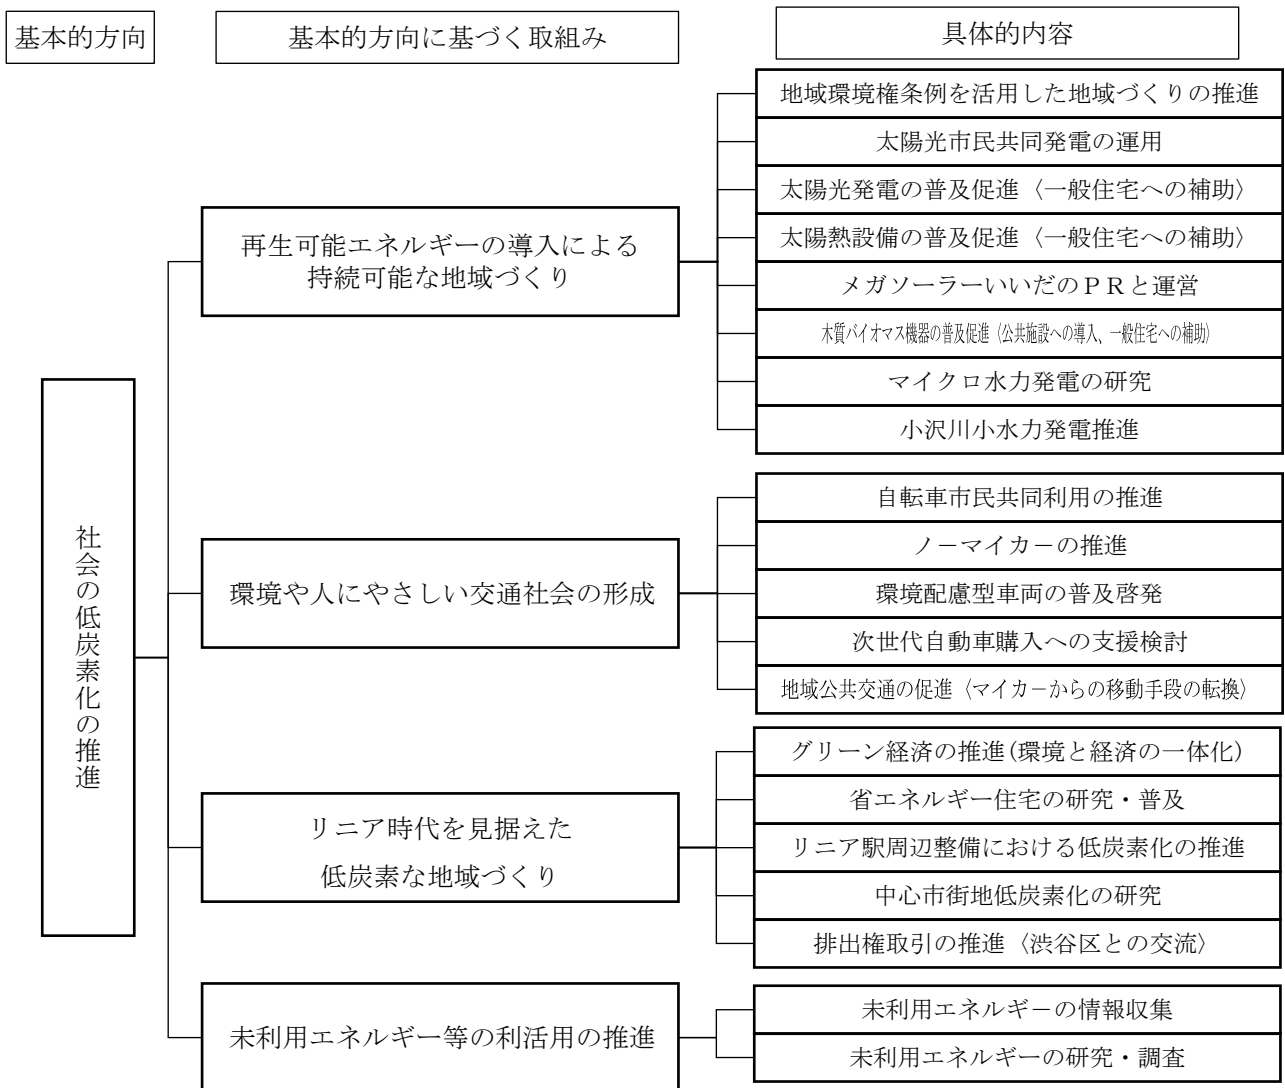 基本的方向
基本的方向に基づく取組み
具体的内容
社会の低炭素化の推進
再生可能エネルギーの導入による
持続可能な地域づくり
地域環境権条例を活用した地域づくりの推進
太陽光市民共同発電の運用
太陽光発電の普及促進〈一般住宅への補助〉
太陽熱設備の普及促進〈一般住宅への補助〉
メガソーラーいいだのPRと運営
木質バイオマス機器の普及促進〈公共施設への導入、一般住宅への補助〉
マイクロ水力発電の研究
小沢川小水力発電推進
環境や人にやさしい交通社会の形成
自転車市民共同利用の推進
ノーマイカーの推進
環境配慮型車両の普及啓発
次世代自動車購入への支援検討
地域公共交通の促進〈マイカーからの移動手段の転換〉
リニア時代を見据えた
低炭素な地域づくり
グリーン経済の推進(環境と経済の一体化)
省エネルギー住宅の研究・普及
リニア駅周辺整備における低炭素化の推進
中心市街地低炭素化の研究
排出権取引の推進〈渋谷区との交流〉
未利用エネルギー等の利活用の推進
未利用エネルギーの情報収集
未利用エネルギーの研究・調査